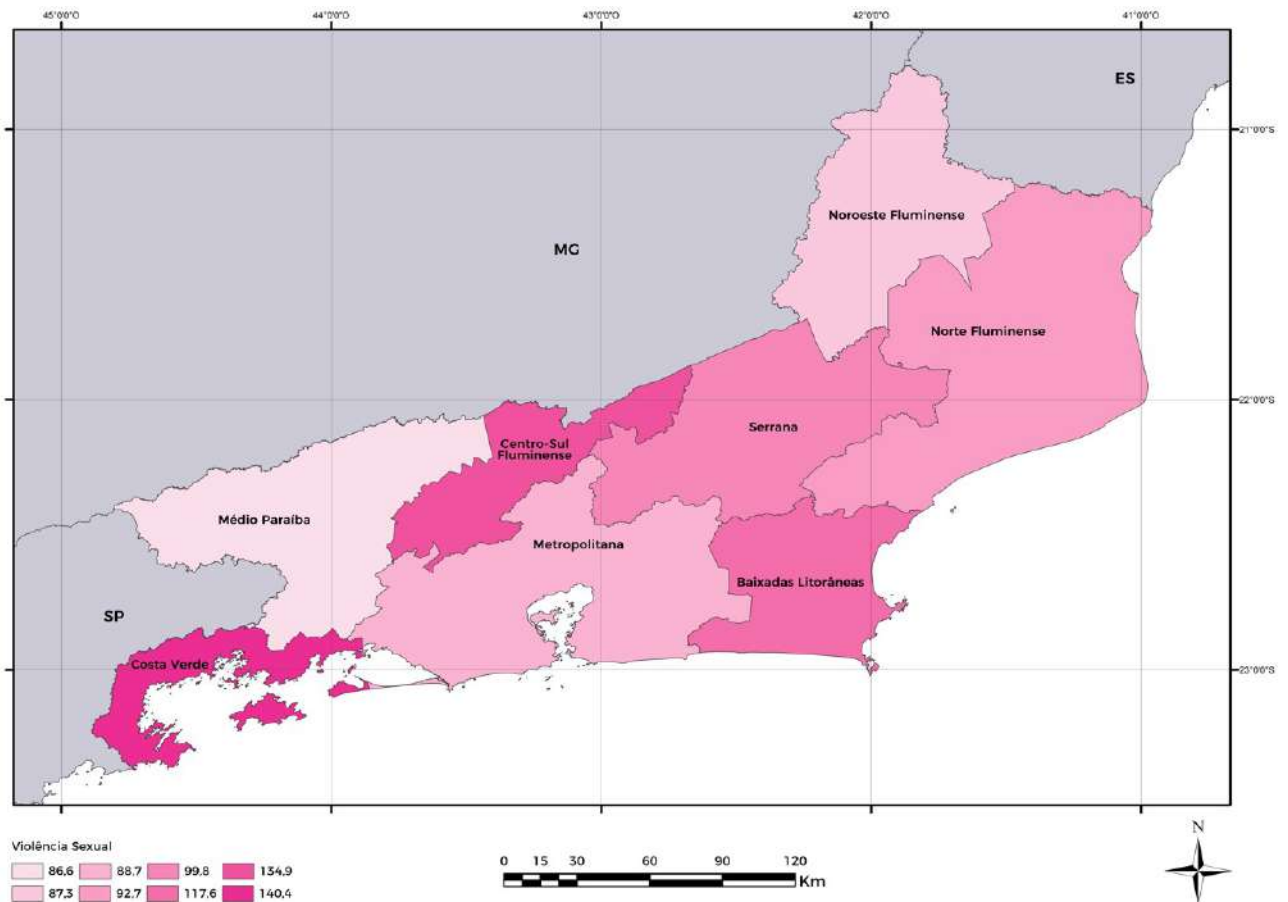 45°0'0"
44°0'0"
43°0'0"
42°0'0"
41°0'0"
ES
21°0'0"S
Noroeste Fluminense
MG
Norte Fluminense
22°0'0"S
Serrana
Centro-Sul
Fluminense
Médio Paraíba
Metropolitana
Baixadas Litorâneas
SP
Costa Verde
23°0'0"S
Violência Sexual
86.6 88.7 99.8 134.9
87.3 92.7 117.6 140.4
0 15 30 60 90 120
Km
N